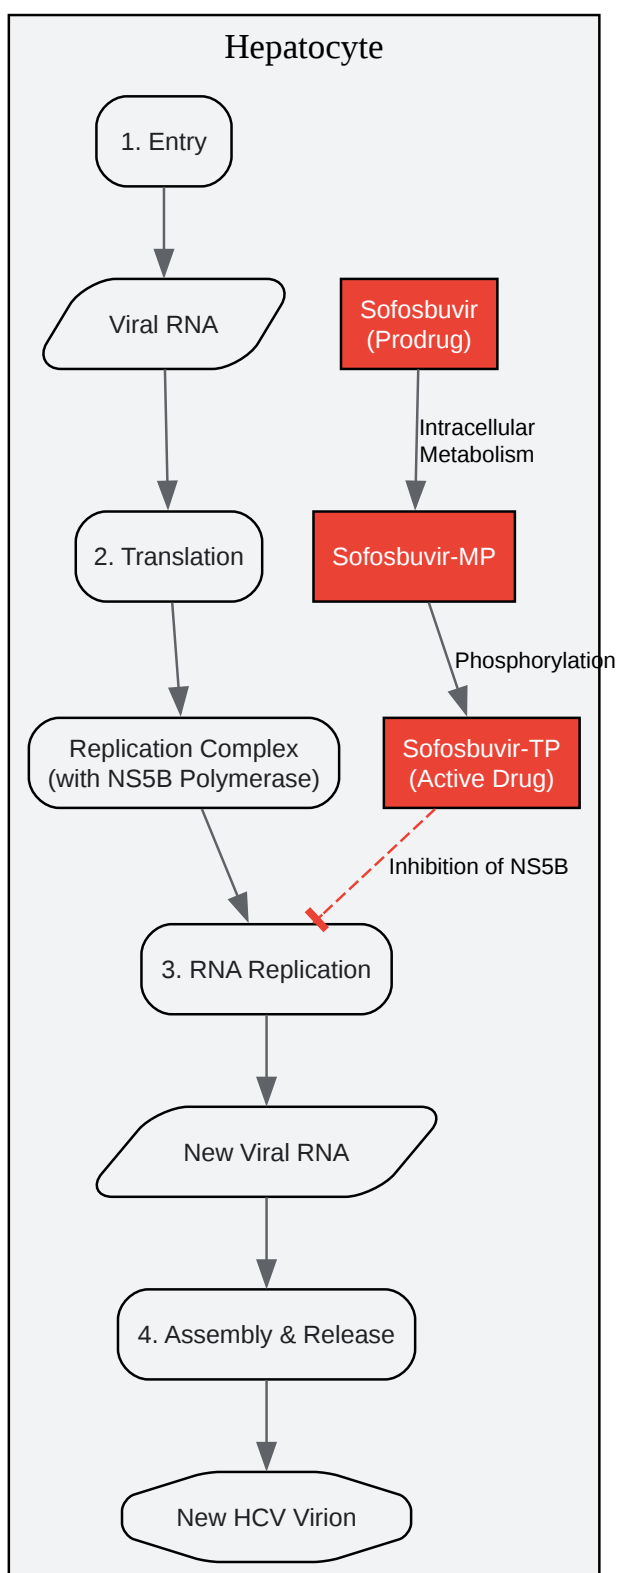 Hepatocyte
1. Entry
Viral RNA
Sofosbuvir
(Prodrug)
Intracellular
Metabolism
2. Translation
Sofosbuvir-MP
Phosphorylation
Replication Complex
(with NS5B Polymerase)
Sofosbuvir-TP
(Active Drug)
Inhibition of NS5B
3. RNA Replication
New Viral RNA
4. Assembly & Release
New HCV Virion